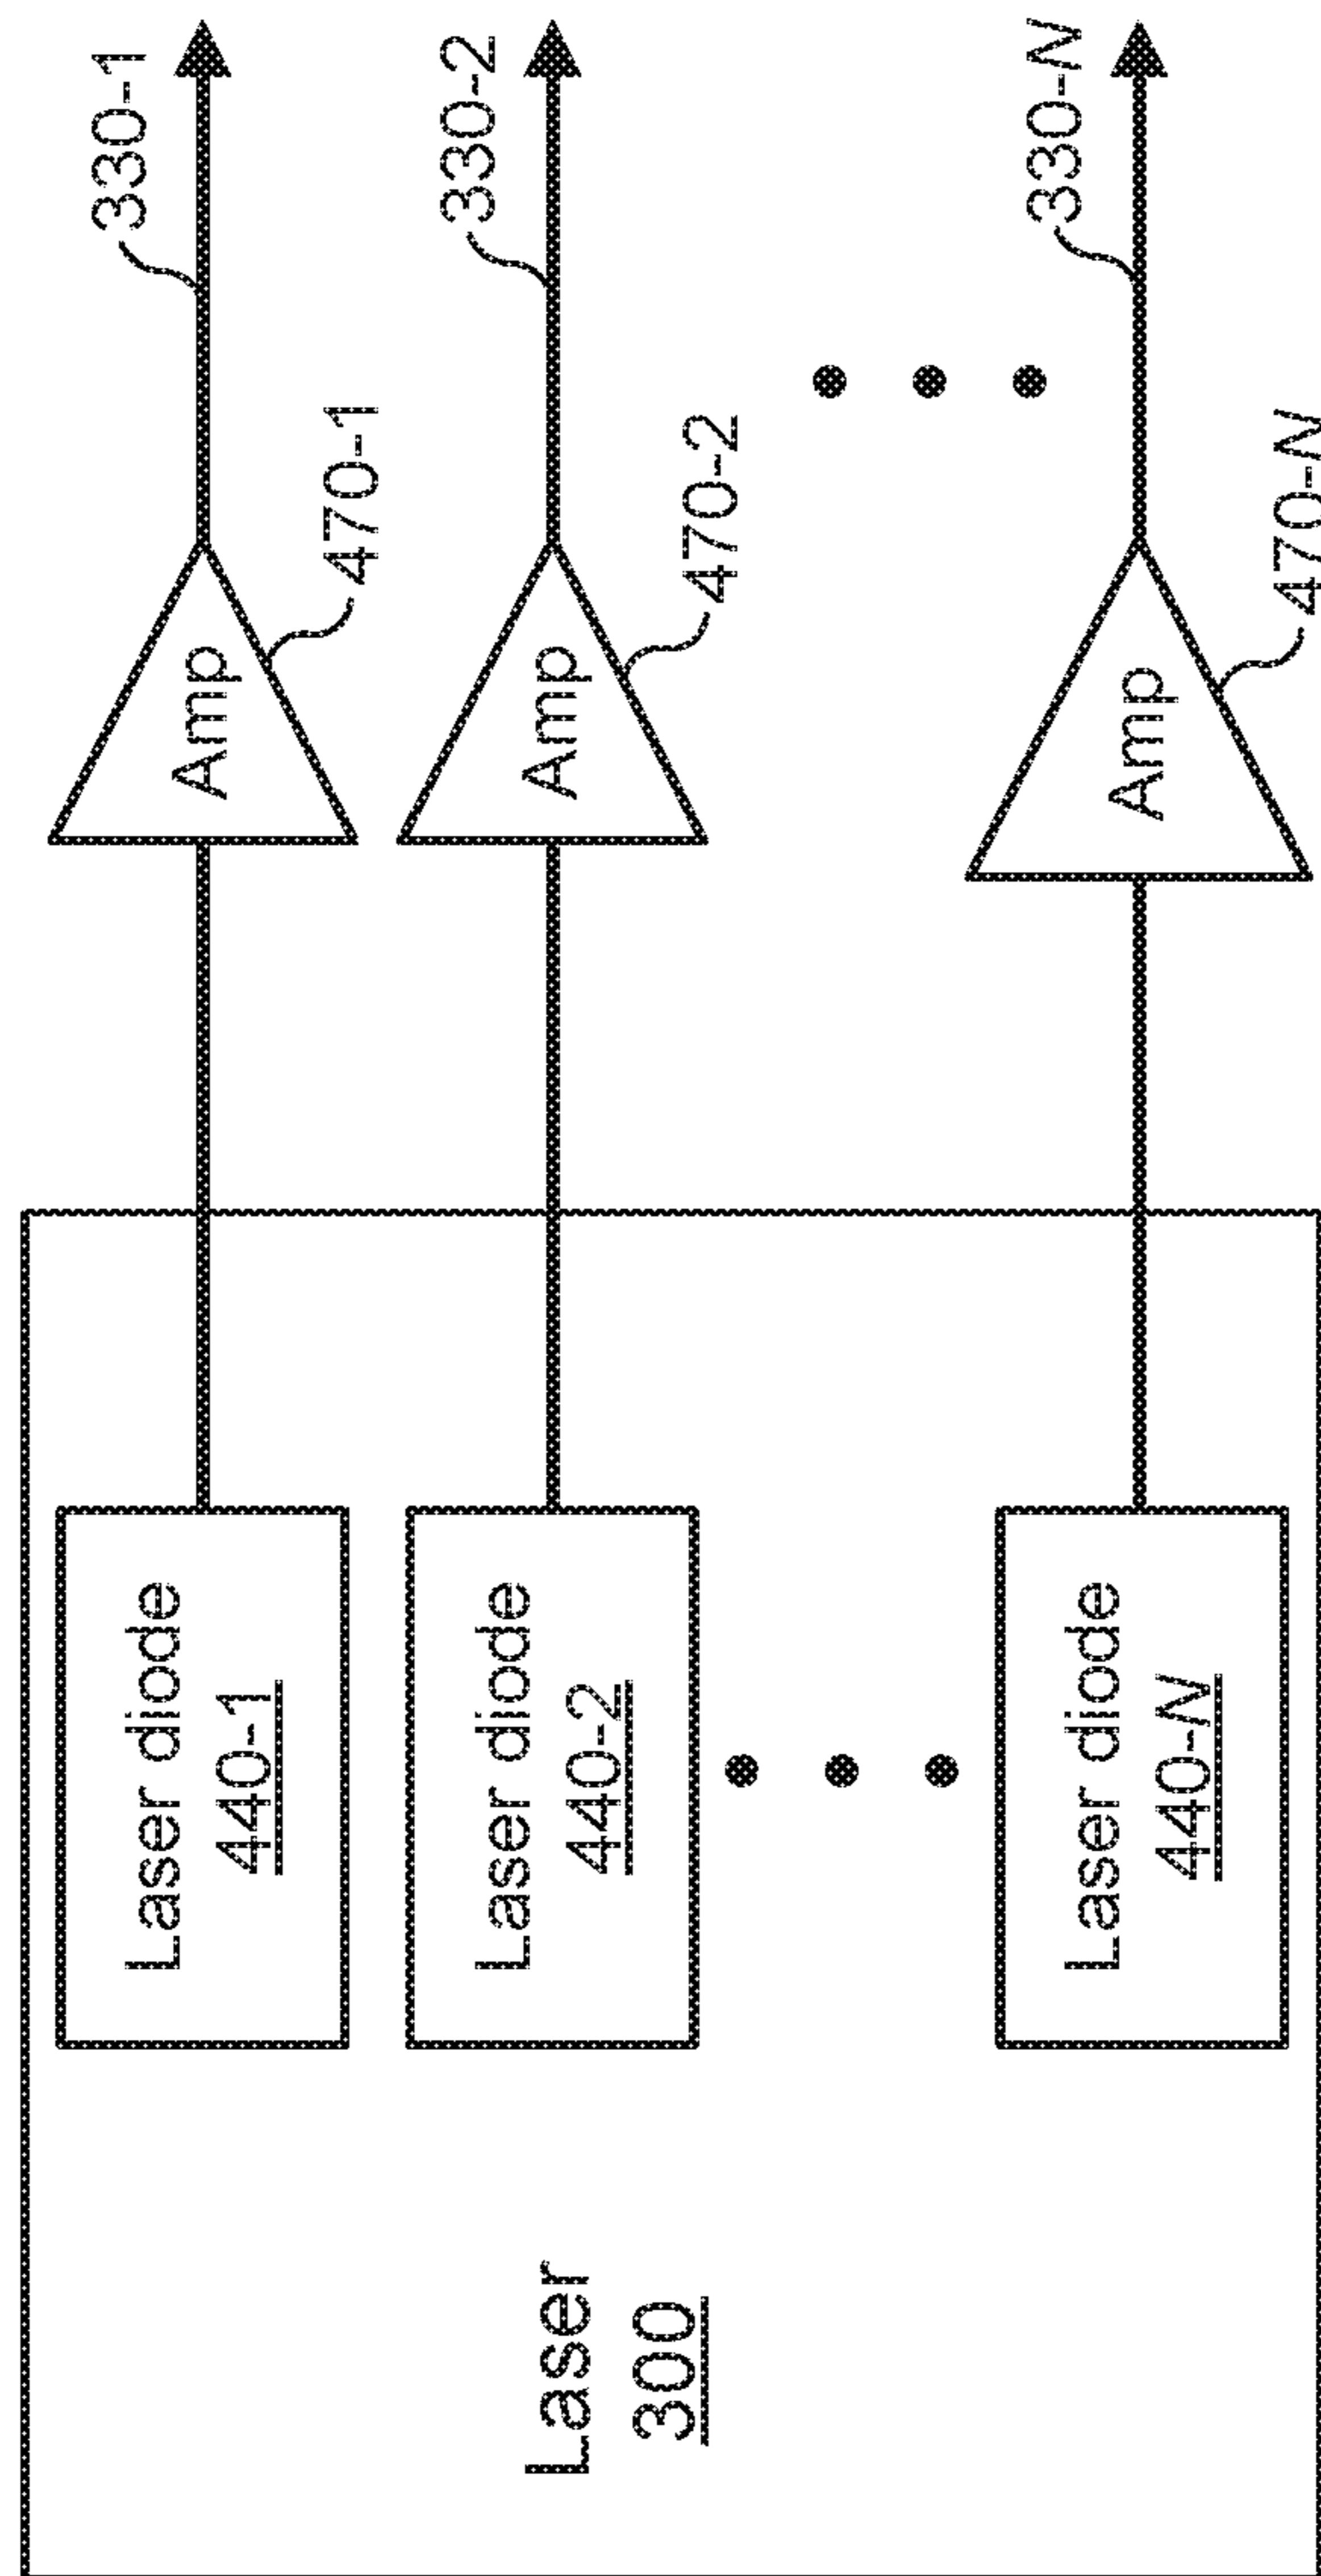 Laser
300
Laser diode
440-1
Amp
470-1
330-1
Laser diode
440-2
Amp
470-2
330-2
Laser diode
440-N
Amp
470-N
330-N